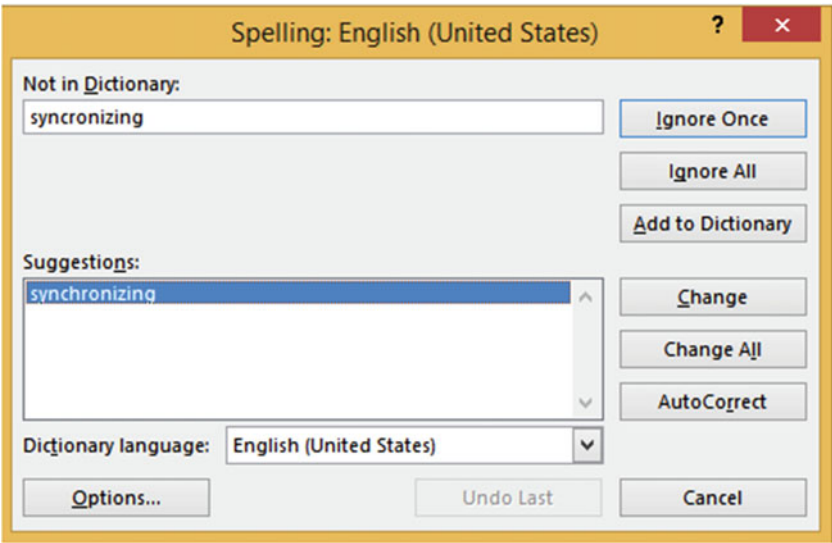 Spelling: English (United States)
?
×
Not in Dictionary:
syncronizing
Ignore Once
Ignore All
Add to Dictionary
Suggestions:
synchronizing
Change
Change All
AutoCorrect
Dictionary language: English (United States)
Options... Undo Last Cancel